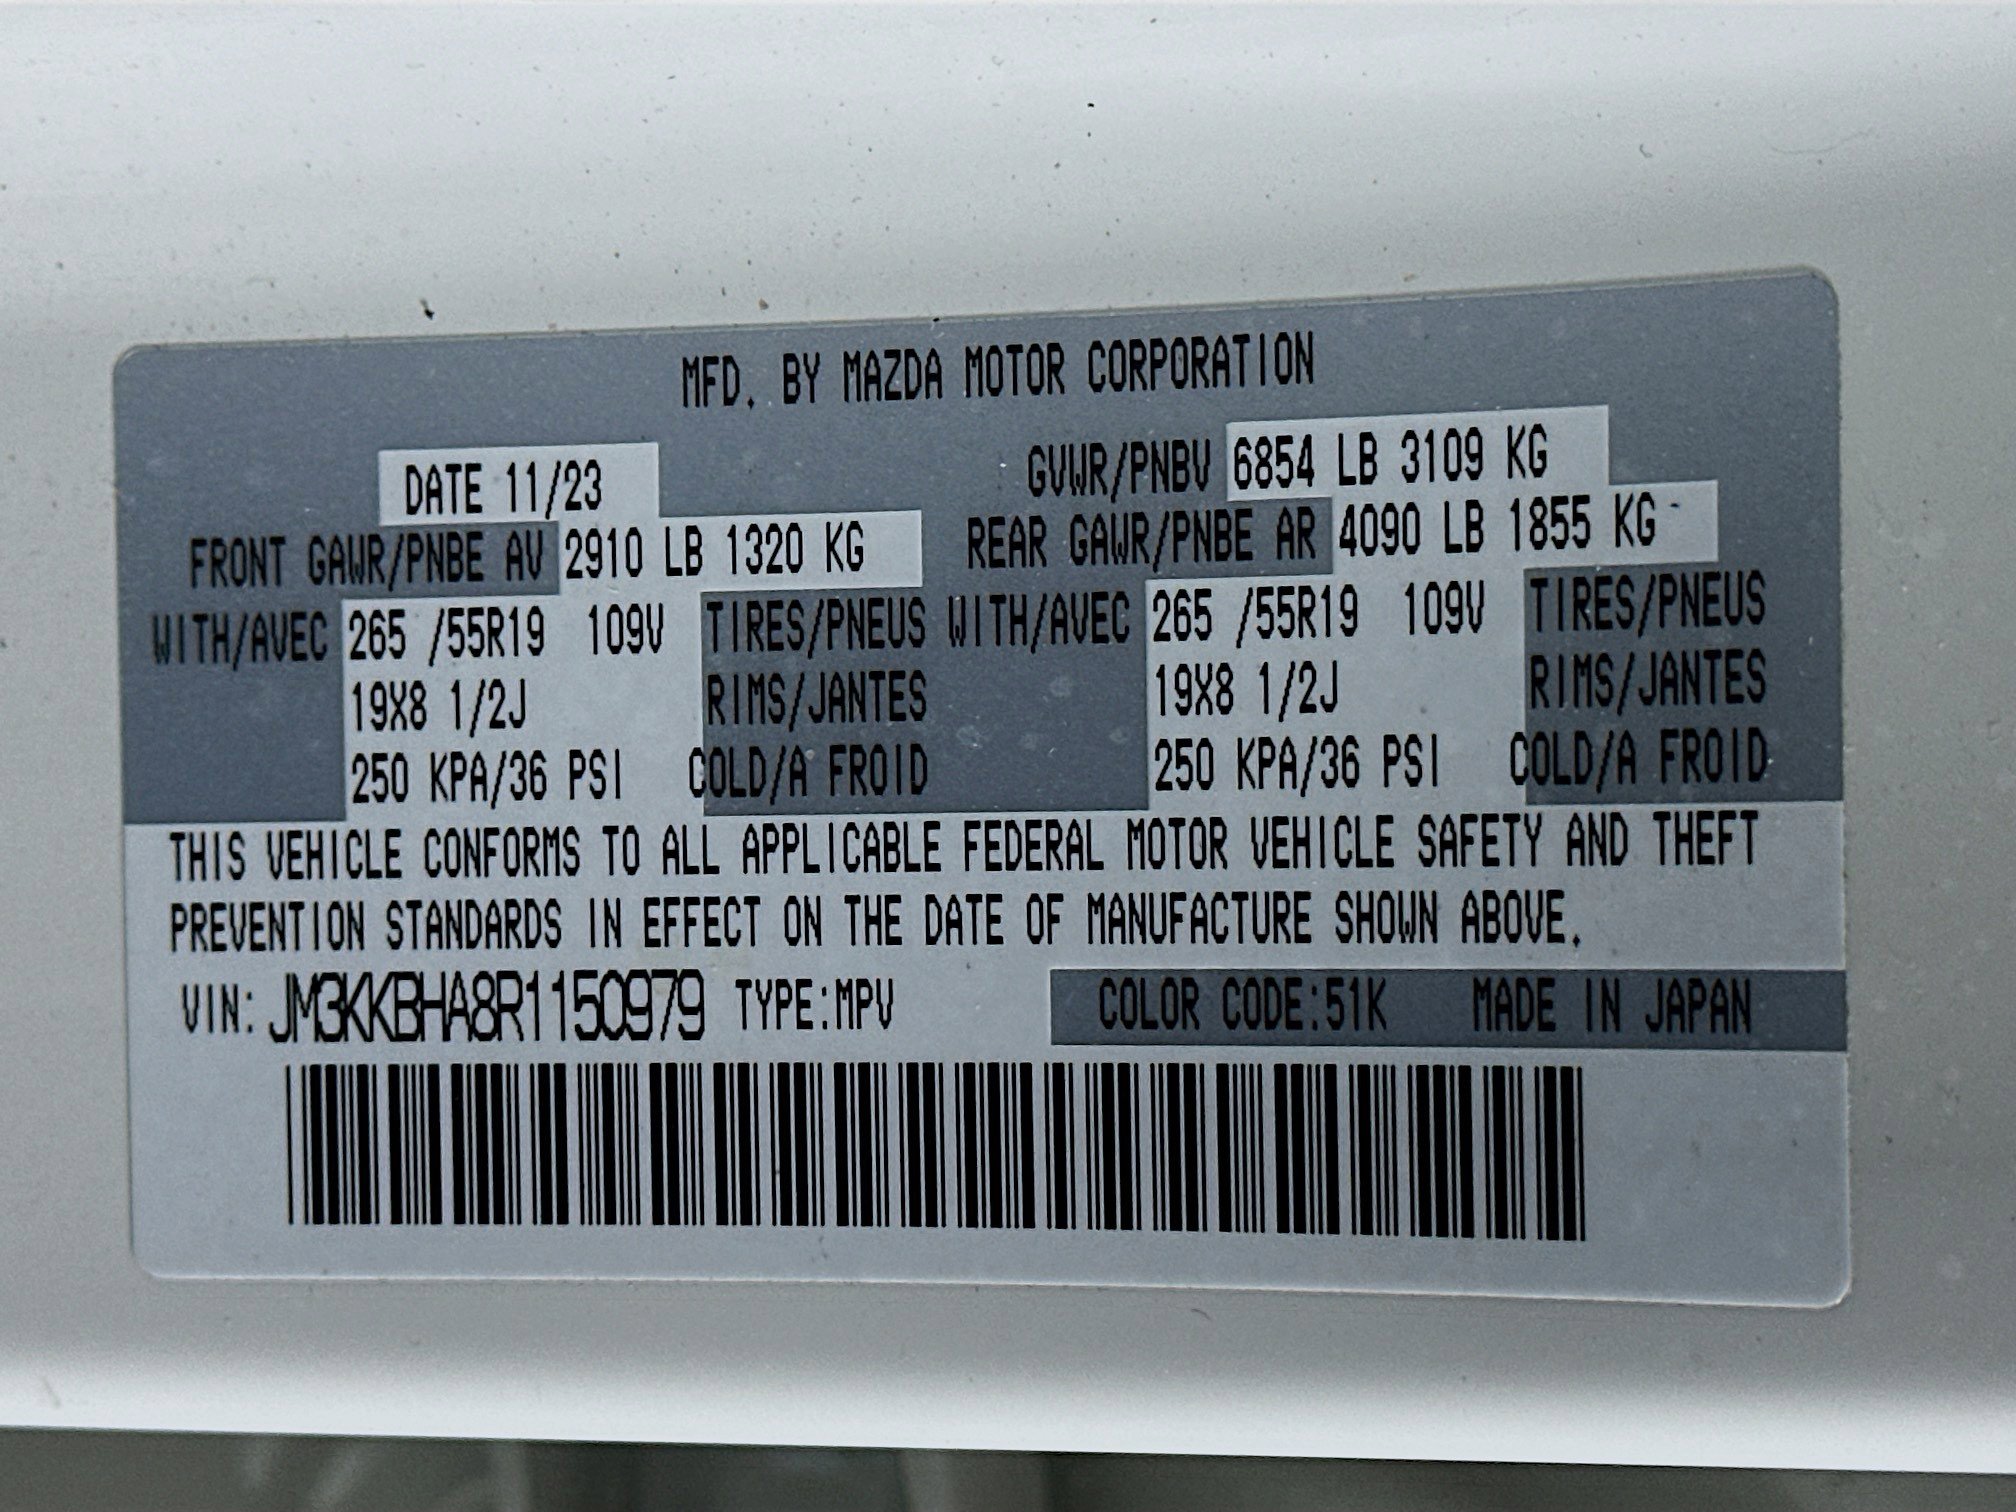 MFD. BY MAZDA MOTOR CORPORATION
DATE 11/23 GVWR/PNBV 6854 LB 3109 KG
FRONT GAWR/PNBE AV 2910 LB 1320 KG REAR GAWR/PNBE AR 4090 LB 1855 KG
WITH/AVEC 265 /55R19 109V TIRES/PNEUS WITH/AVEC 265 /55R19 109V TIRES/PNEUS
19X8 1/2J RIMS/JANTES 19X8 1/2J RIMS/JANTES
250 KPA/36 PSI COLD/A FROID 250 KPA/36 PSI COLD/A FROID
THIS VEHICLE CONFORMS TO ALL APPLICABLE FEDERAL MOTOR VEHICLE SAFETY AND THEFT
PREVENTION STANDARDS IN EFFECT ON THE DATE OF MANUFACTURE SHOWN ABOVE.
VIN: JM3KKBHA8R1150979 TYPE:MPV COLOR CODE:51K MADE IN JAPAN